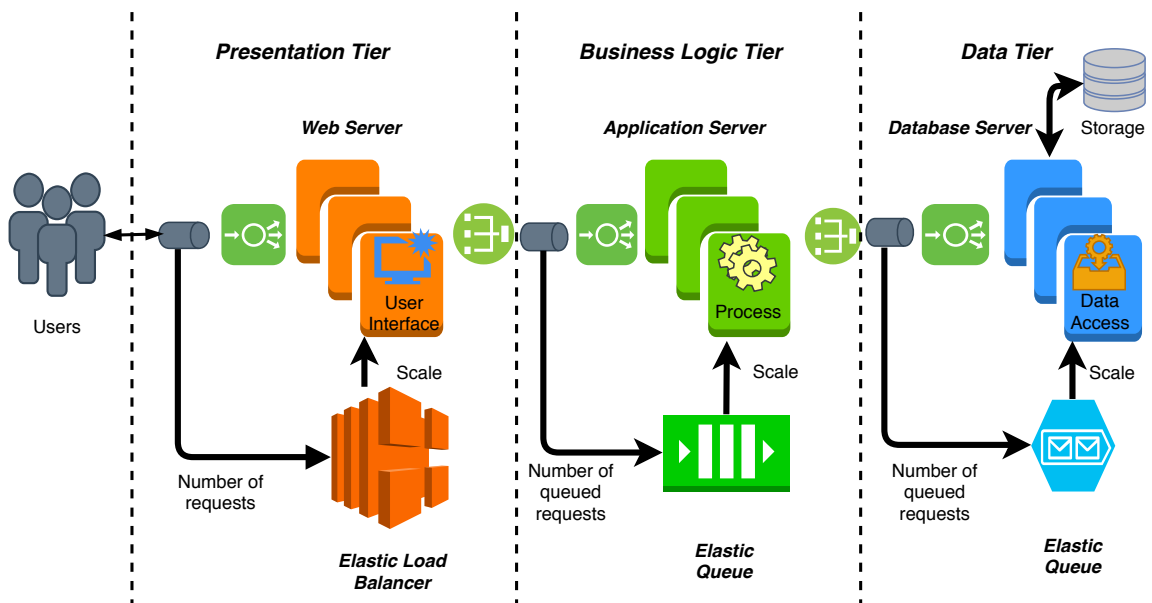 Presentation Tier
Business Logic Tier
Data Tier
Web Server
Application Server
Database Server
Storage
Users
User
Interface
Process
Data
Access
Scale
Scale
Scale
Number of
requests
Number of
queued
requests
Number of
queued
requests
Elastic Load
Balancer
Elastic
Queue
Elastic
Queue